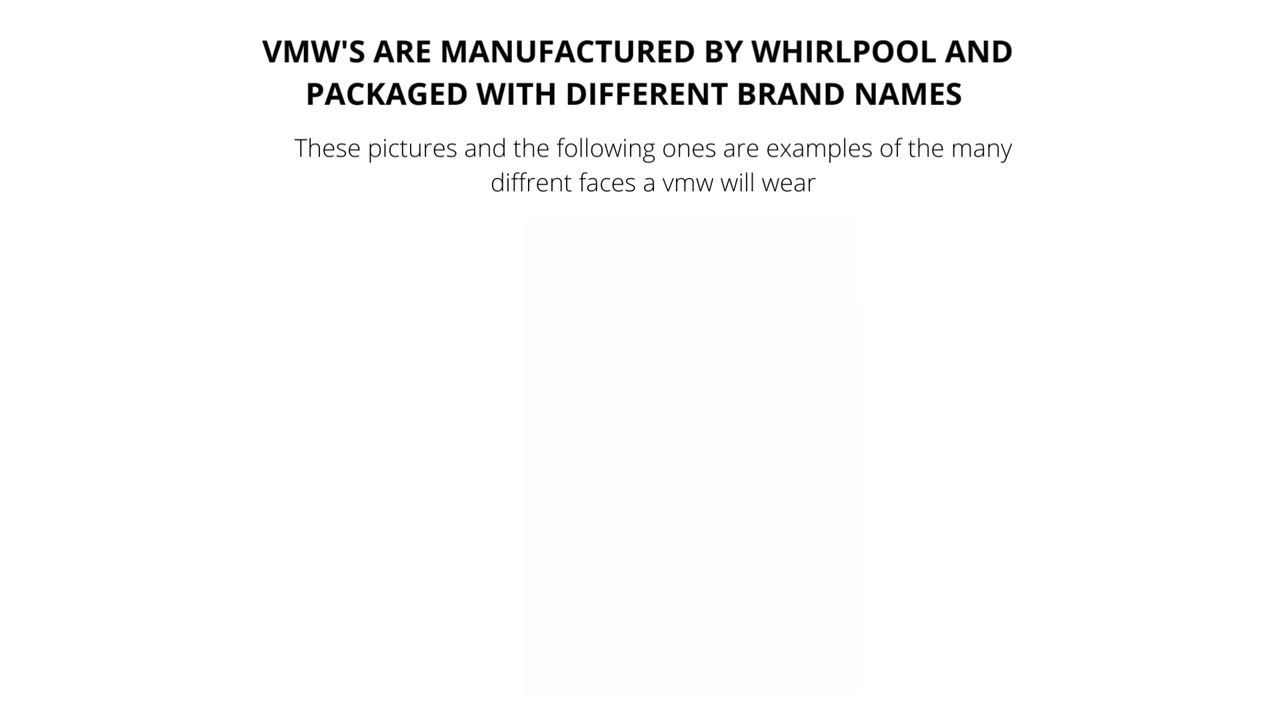 VMW'S ARE MANUFACTURED BY WHIRLPOOL AND
PACKAGED WITH DIFFERENT BRAND NAMES
These pictures and the following ones are examples of the many
diffrent faces a vmw will wear